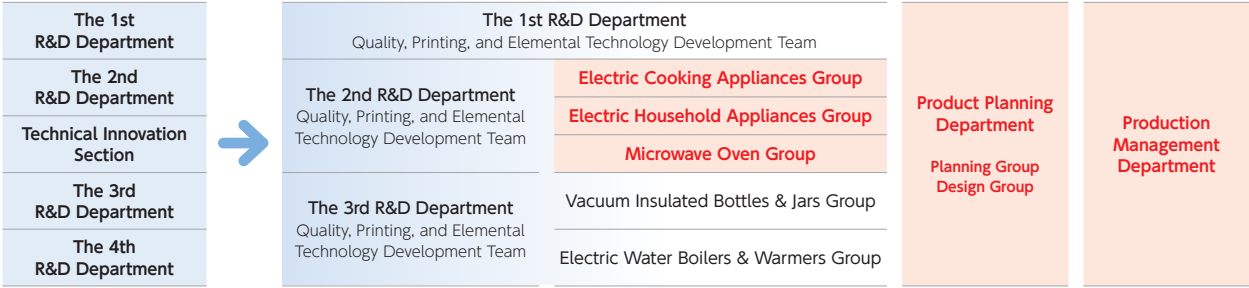 The 1st
R&D Department
The 2nd
R&D Department
Technical Innovation
Section
The 3rd
R&D Department
The 4th
R&D Department
The 1st R&D Department
Quality, Printing, and Elemental Technology Development Team
The 2nd R&D Department
Quality, Printing, and Elemental
Technology Development Team
Electric Cooking Appliances Group
Electric Household Appliances Group
Microwave Oven Group
The 3rd R&D Department
Quality, Printing, and Elemental
Technology Development Team
Vacuum Insulated Bottles & Jars Group
Electric Water Boilers & Warmers Group
Product Planning
Department
Planning Group
Design Group
Production
Management
Department